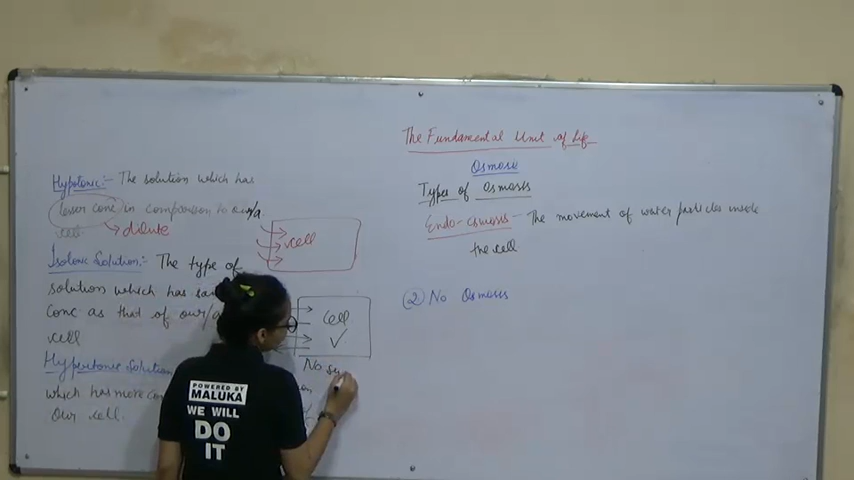 Hypotonic:- The solution which has
lesser conc in comparison to our/a
cell
→ dilute
cell
Isotonic Solution:- The type of
solution which has sa
conc as that of our/a
cell
Hypertonic Solution
which has more con
Our cell.
Cell
No
The Fundamental Unit of Life
Osmosis
Types of Osmosis
Endo-osmosis - The movement of water particles inside
the cell
② No Osmosis
POWERED BY
MALUKA
WE WILL
DO
IT